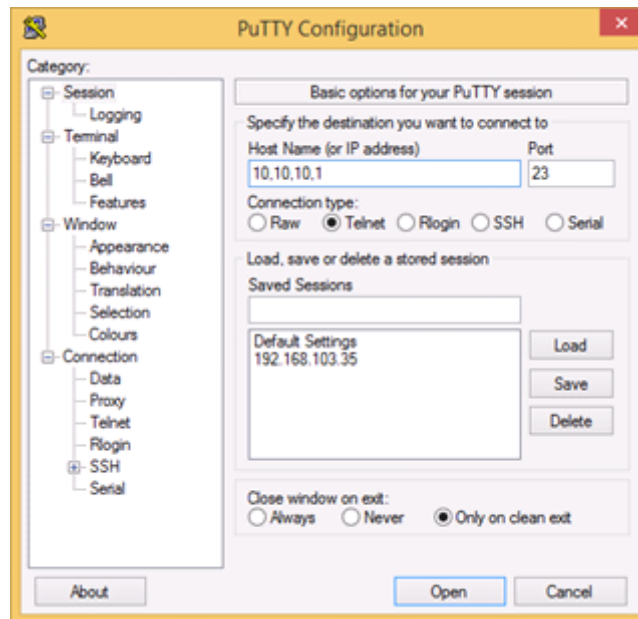 PuTTY Configuration
Category:
Session
Logging
Terminal
Keyboard
Bell
Features
Window
Appearance
Behaviour
Translation
Selection
Colours
Connection
Data
Proxy
Telnet
Rlogin
SSH
Serial
Basic options for your PuTTY session
Specify the destination you want to connect to
Host Name (or IP address) Port
10,10,10,1 23
Connection type:
Raw Telnet Rlogin SSH Serial
Load, save or delete a stored session
Saved Sessions
Default Settings
192.168.103.35
Load
Save
Delete
Close window on exit:
Always Never Only on clean exit
About Open Cancel